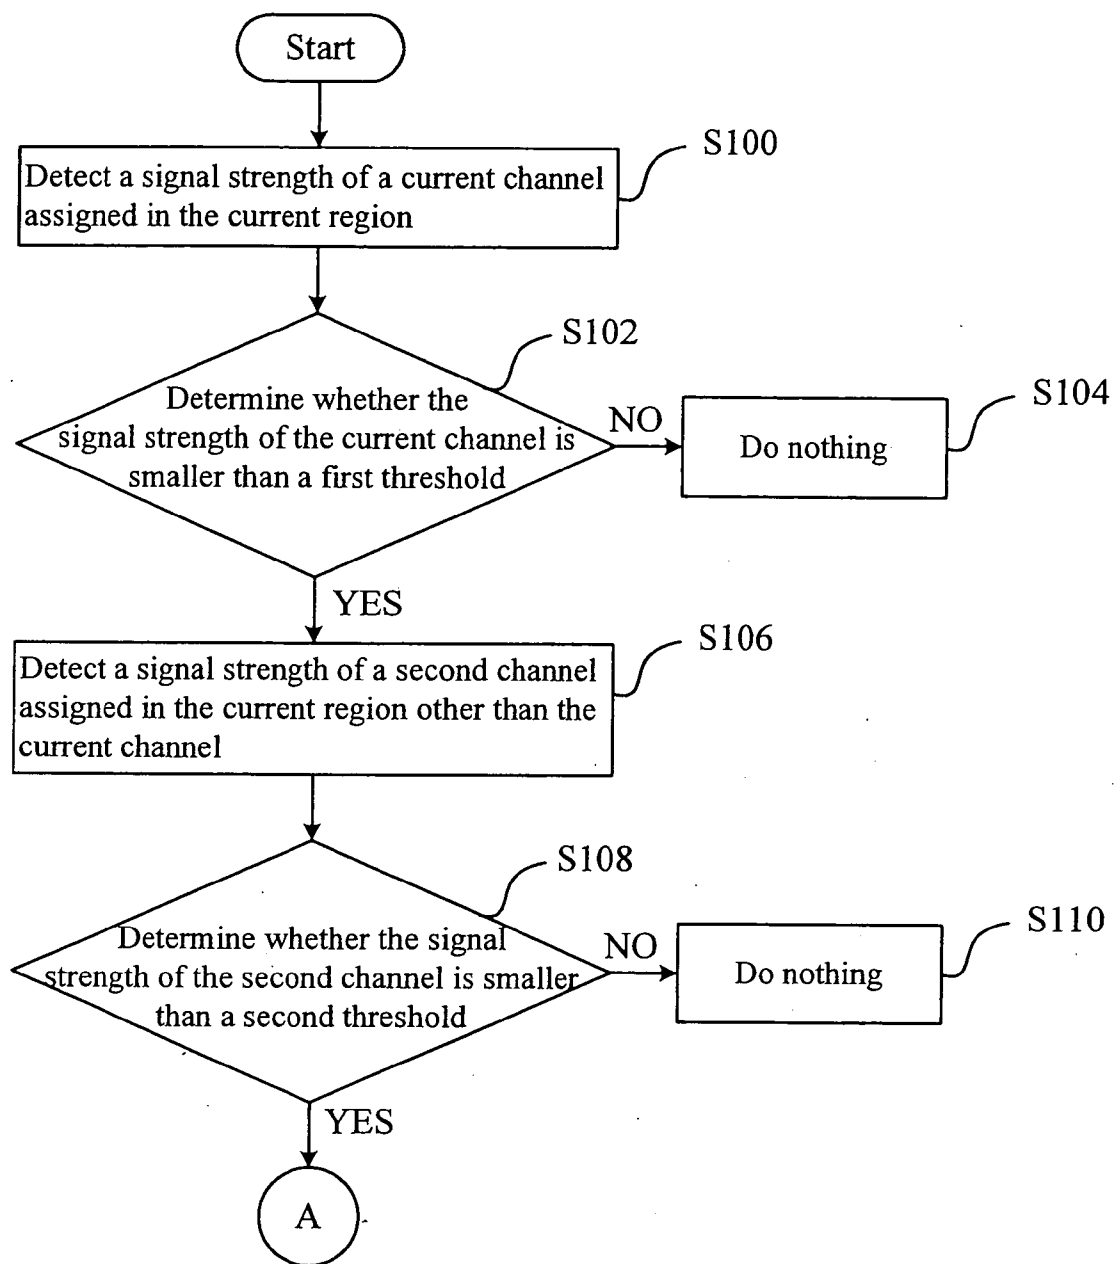 Start
S100
Detect a signal strength of a current channel
assigned in the current region
S102
Determine whether the
signal strength of the current channel is
smaller than a first threshold
NO
S104
Do nothing
YES
S106
Detect a signal strength of a second channel
assigned in the current region other than the
current channel
S108
Determine whether the signal
strength of the second channel is smaller
than a second threshold
NO
S110
Do nothing
YES
A